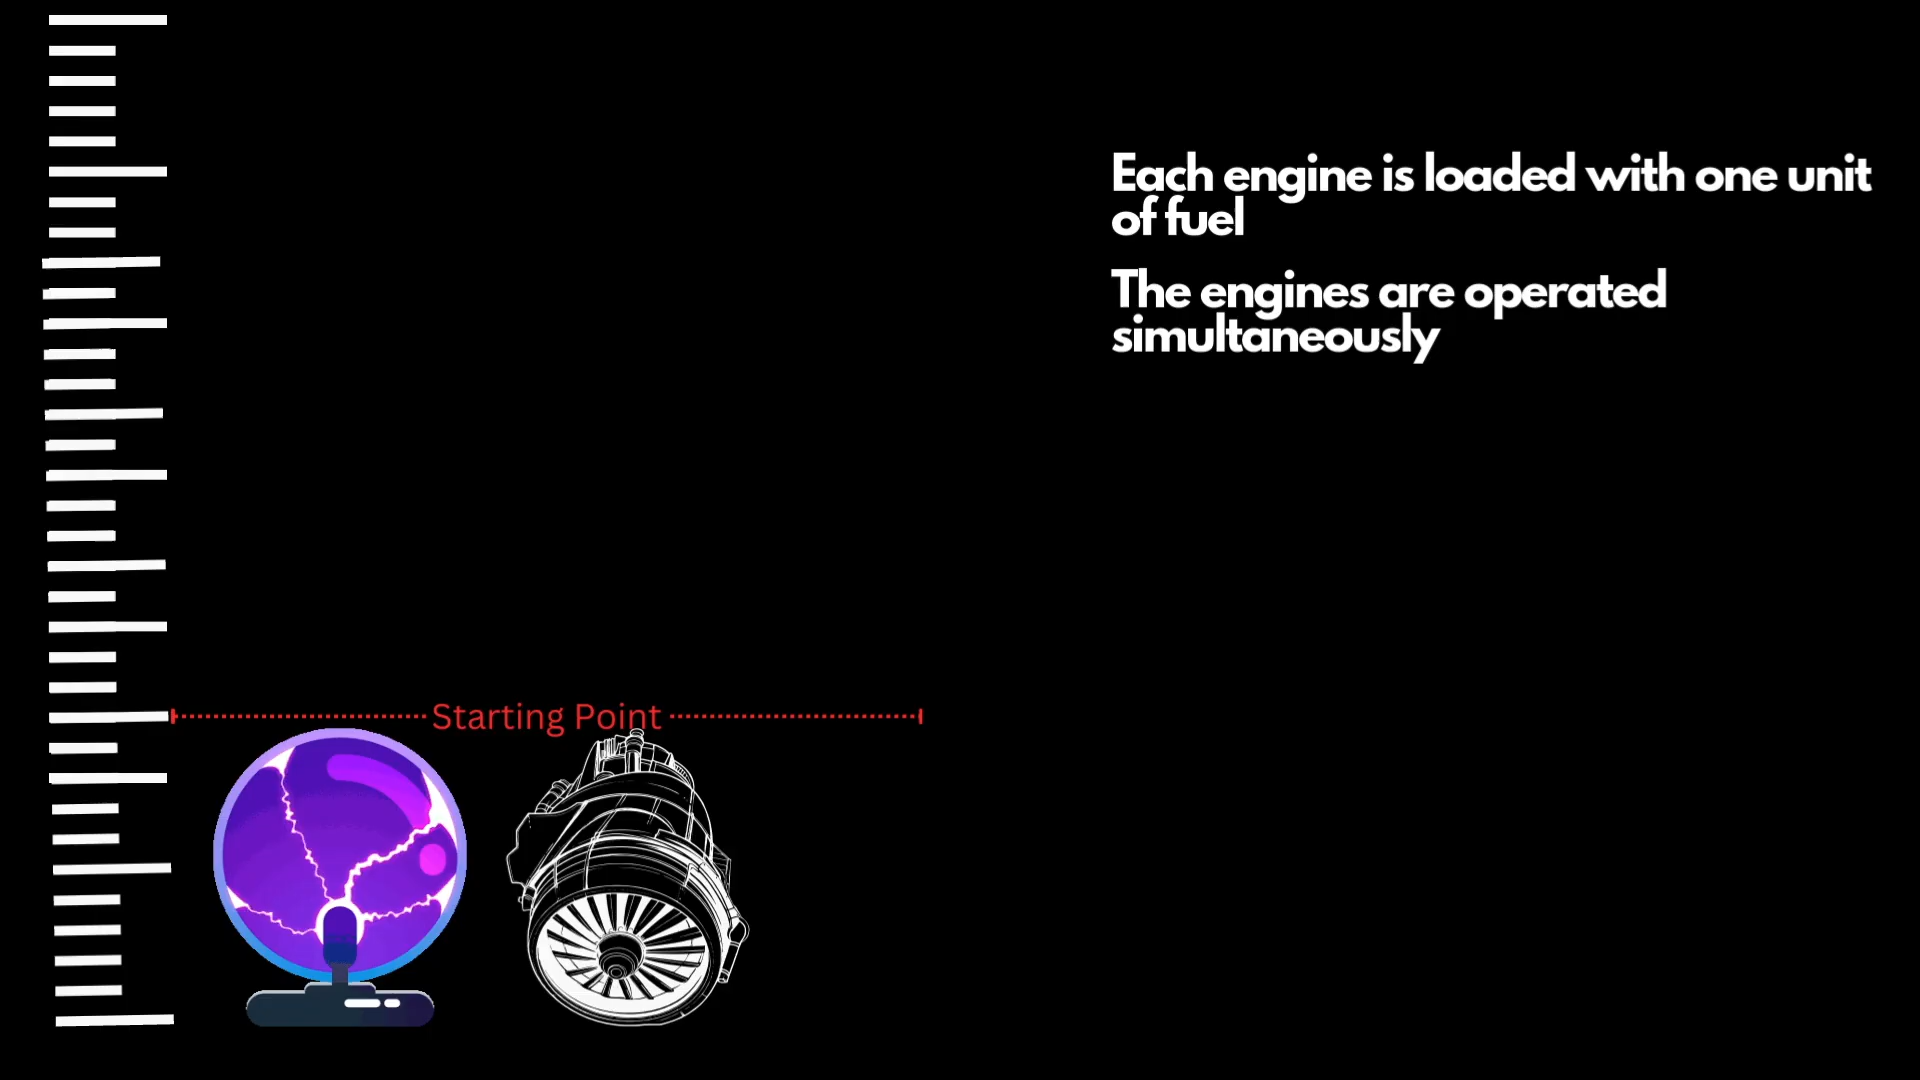 Each engine is loaded with one unit
of fuel
The engines are operated
simultaneously
Starting Point